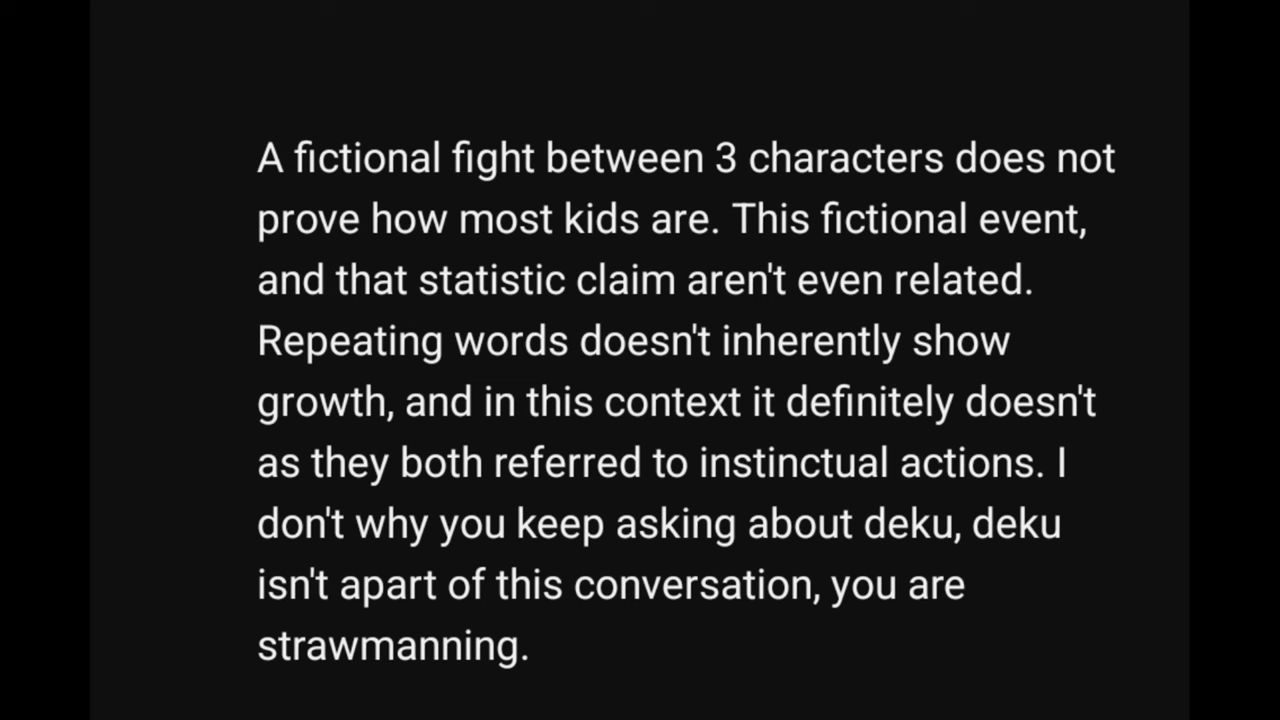 A fictional fight between 3 characters does not
prove how most kids are. This fictional event,
and that statistic claim aren't even related.
Repeating words doesn't inherently show
growth, and in this context it definitely doesn't
as they both referred to instinctual actions. I
don't why you keep asking about deku, deku
isn't apart of this conversation, you are
strawmanning.